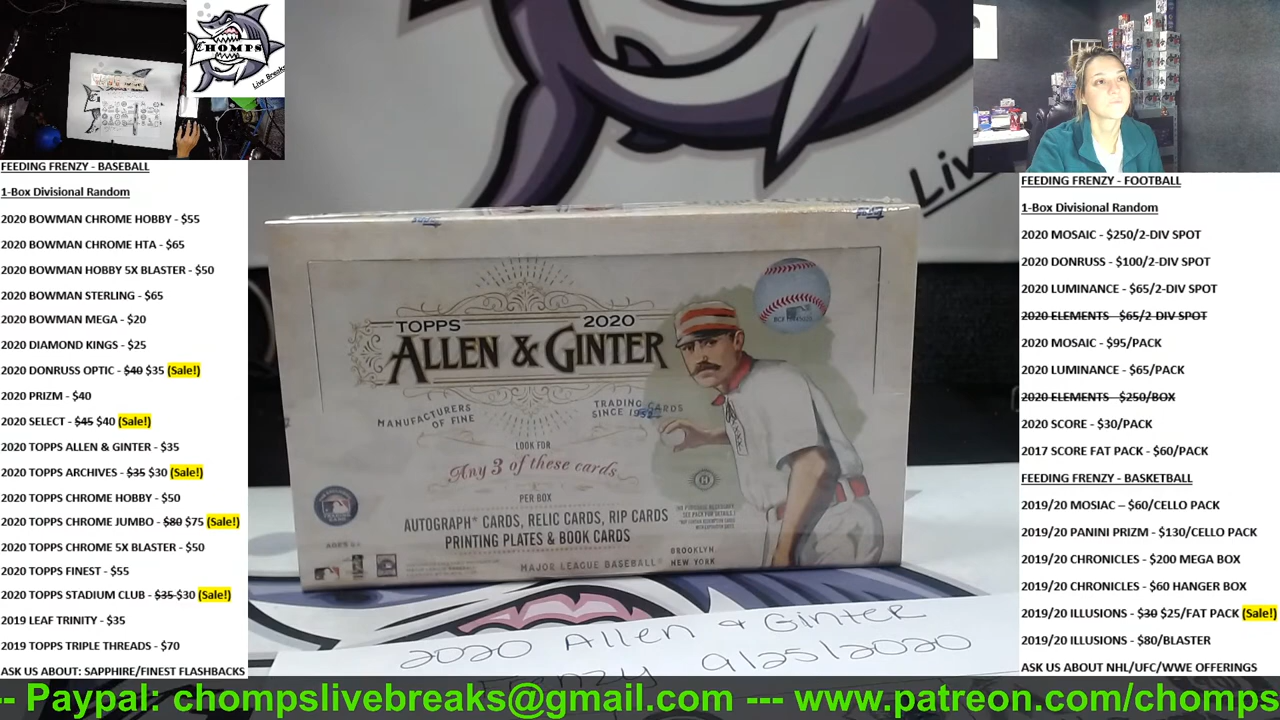 CHOMPS
Live Breaks
FEEDING FRENZY - BASEBALL
1-Box Divisional Random
2020 BOWMAN CHROME HOBBY - $55
2020 BOWMAN CHROME HTA - $65
2020 BOWMAN HOBBY 5X BLASTER - $50
2020 BOWMAN STERLING - $65
2020 BOWMAN MEGA - $20
2020 DIAMOND KINGS - $25
2020 DONRUSS OPTIC - $40 $35 (Sale!)
2020 PRIZM - $40
2020 SELECT - $45 $40 (Sale!)
2020 TOPPS ALLEN & GINTER - $35
2020 TOPPS ARCHIVES - $35 $30 (Sale!)
2020 TOPPS CHROME HOBBY - $50
2020 TOPPS CHROME JUMBO - $80 $75 (Sale!)
2020 TOPPS CHROME 5X BLASTER - $50
2020 TOPPS FINEST - $55
2020 TOPPS STADIUM CLUB - $35 $30 (Sale!)
2019 LEAF TRINITY - $35
2019 TOPPS TRIPLE THREADS - $70
ASK US ABOUT: SAPPHIRE/FINEST FLASHBACKS
Liv
TOPPS 2020
ALLEN & GINTER
MANUFACTURERS OF FINE
TRADING CARDS SINCE 1952
LOOK FOR
Any 3 of these cards
PER BOX
AUTOGRAPH* CARDS, RELIC CARDS, RIP CARDS
PRINTING PLATES & BOOK CARDS
MAJOR LEAGUE BASEBALL
BROOKLYN,
NEW YORK
2020 Allen & Ginter
Frenzy 9/25/2020
FEEDING FRENZY - FOOTBALL
1-Box Divisional Random
2020 MOSAIC - $250/2-DIV SPOT
2020 DONRUSS - $100/2-DIV SPOT
2020 LUMINANCE - $65/2-DIV SPOT
2020 ELEMENTS - $65/2-DIV SPOT
2020 MOSAIC - $95/PACK
2020 LUMINANCE - $65/PACK
2020 ELEMENTS - $250/BOX
2020 SCORE - $30/PACK
2017 SCORE FAT PACK - $60/PACK
FEEDING FRENZY - BASKETBALL
2019/20 MOSIAC – $60/CELLO PACK
2019/20 PANINI PRIZM - $130/CELLO PACK
2019/20 CHRONICLES - $200 MEGA BOX
2019/20 CHRONICLES - $60 HANGER BOX
2019/20 ILLUSIONS - $30 $25/FAT PACK (Sale!)
2019/20 ILLUSIONS - $80/BLASTER
ASK US ABOUT NHL/UFC/WWE OFFERINGS
-- Paypal: chompslivebreaks@gmail.com --- www.patreon.com/chomps